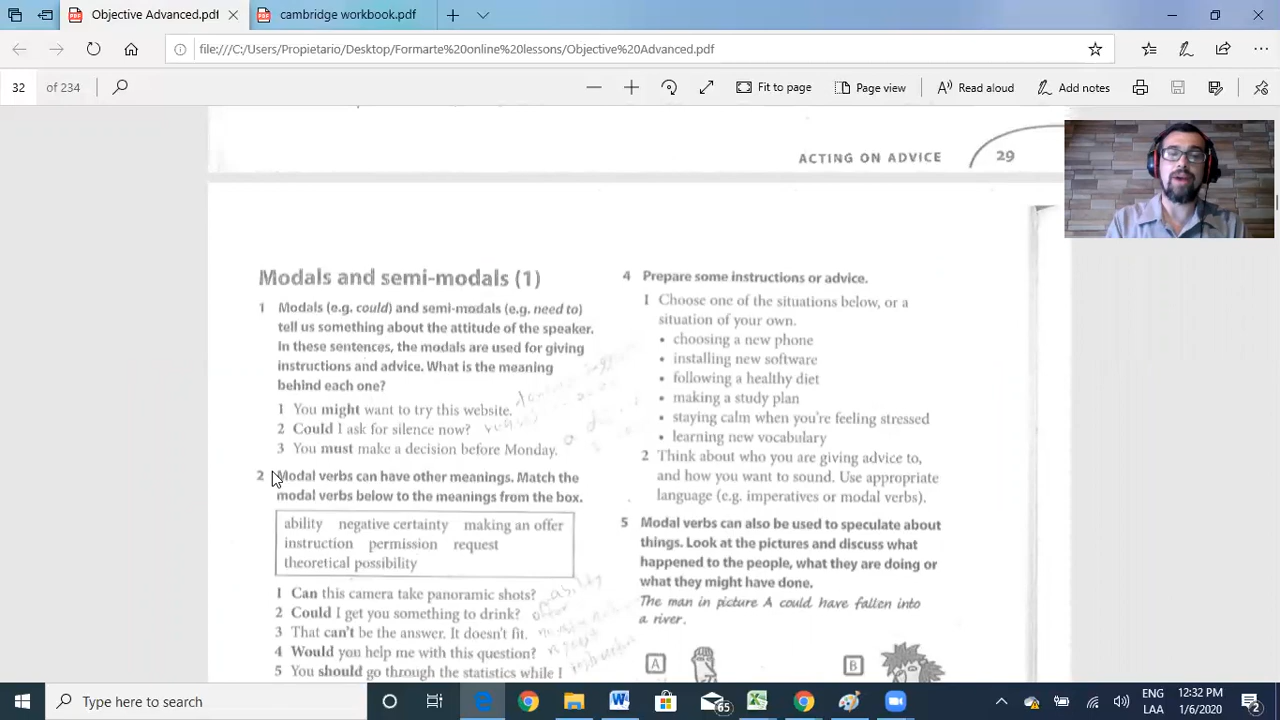 Objective Advanced.pdf
cambridge workbook.pdf
file:///C:/Users/Propietario/Desktop/Formarte%20online%20lessons/Objective%20Advanced.pdf
32 of 234
Fit to page
Page view
Read aloud
Add notes
ACTING ON ADVICE 29
Modals and semi-modals (1)
1 Modals (e.g. could) and semi-modals (e.g. need to)
tell us something about the attitude of the speaker.
In these sentences, the modals are used for giving
instructions and advice. What is the meaning
behind each one?
1 You might want to try this website.
2 Could I ask for silence now?
3 You must make a decision before Monday.
2 Modal verbs can have other meanings. Match the
modal verbs below to the meanings from the box.
ability negative certainty making an offer
instruction permission request
theoretical possibility
1 Can this camera take panoramic shots? ability
2 Could I get you something to drink?
3 That can't be the answer. It doesn't fit.
4 Would you help me with this question?
5 You should go through the statistics while I
4 Prepare some instructions or advice.
1 Choose one of the situations below, or a
situation of your own.
• choosing a new phone
• installing new software
• following a healthy diet
• making a study plan
• staying calm when you're feeling stressed
• learning new vocabulary
2 Think about who you are giving advice to,
and how you want to sound. Use appropriate
language (e.g. imperatives or modal verbs).
5 Modal verbs can also be used to speculate about
things. Look at the pictures and discuss what
happened to the people, what they are doing or
what they might have done.
The man in picture A could have fallen into
a river.
A
B
Type here to search
65
ENG
LAA
12:32 PM
1/6/2020
2